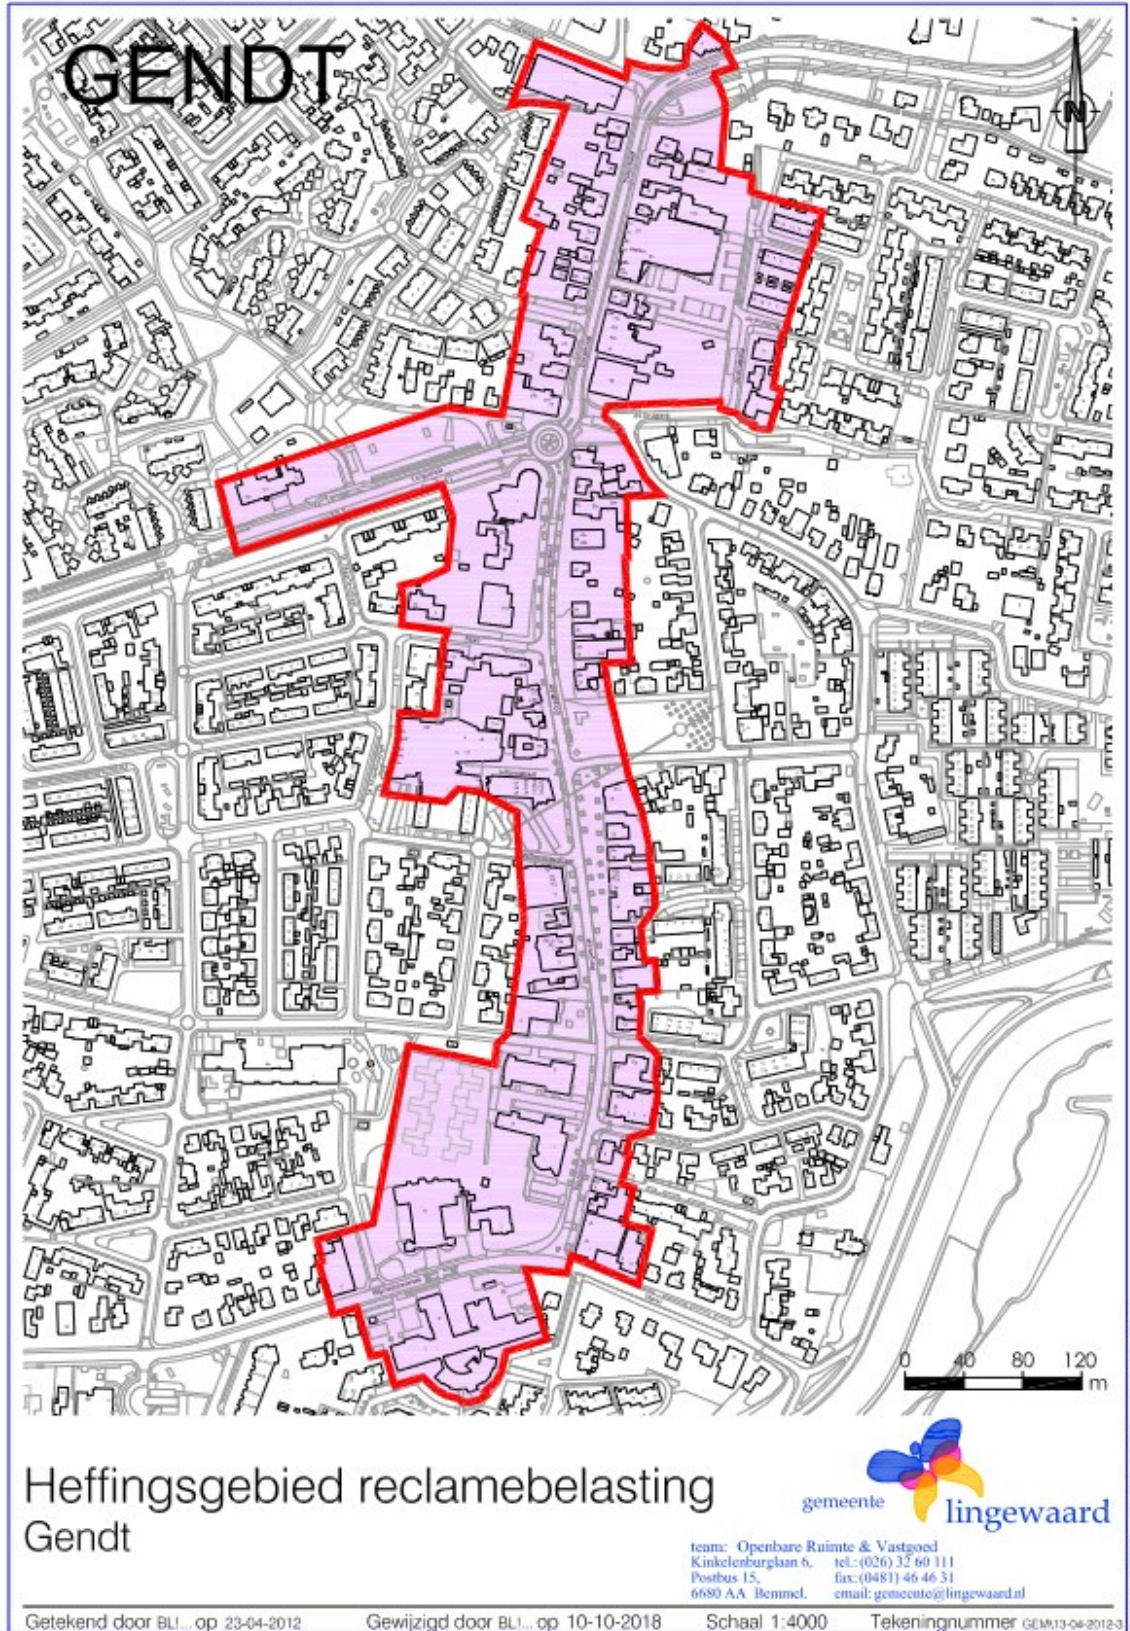 GENDT
N
0 40 80 120
m
Heffingsgebied reclamebelasting
Gendt
gemeente
lingewaard
team: Openbare Ruimte & Vastgoed
Kinkelenburglaan 6, tel.: (026) 32 60 111
Postbus 15, fax: (0481) 46 46 31
6680 AA Bemmel. email: gemeente@lingewaard.nl
Getekend door BL!... op 23-04-2012 Gewijzigd door BL!... op 10-10-2018 Schaal 1:4000 Tekeningnummer